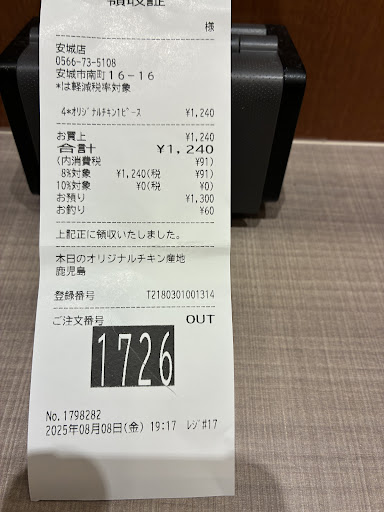 領収証
様
安城店
0566-73-5108
安城市南町16-16
*は軽減税率対象
4*オリジナルチキン1ピース ¥1,240
お買上 ¥1,240
合計 ¥1,240
(内消費税 ¥91)
8%対象 ¥1,240(税 ¥91)
10%対象 ¥0(税 ¥0)
お預り ¥1,300
お釣り ¥60
上記正に領収いたしました。
本日のオリジナルチキン産地
鹿児島
登録番号 T2180301001314
ご注文番号 OUT
1726
No.1798282
2025年08月08日(金) 19:17 レジ#17